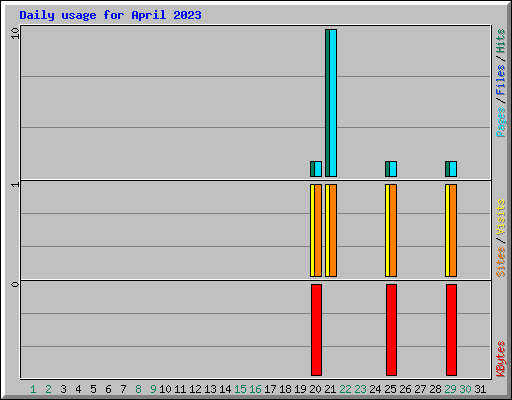 Daily usage for April 2023
10
1
0
Pages / Files / Hits
Sites / Visits
KBytes
1 2 3 4 5 6 7 8 9 10 11 12 13 14 15 16 17 18 19 20 21 22 23 24 25 26 27 28 29 30 31